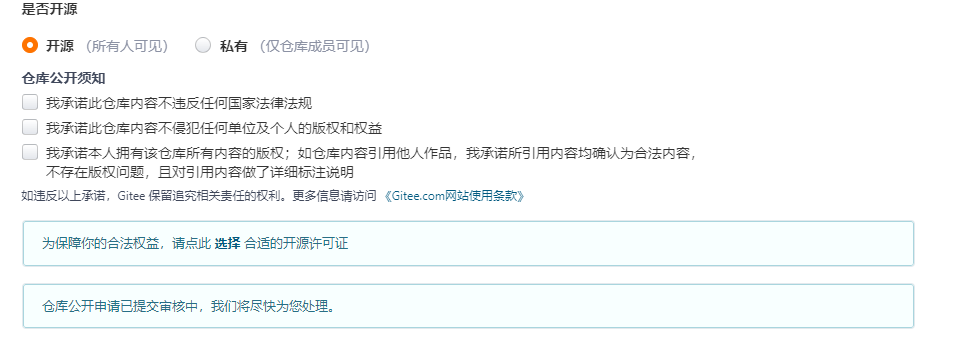 是否开源
开源 （所有人可见） 私有 （仅仓库成员可见）
仓库公开须知
我承诺此仓库内容不违反任何国家法律法规
我承诺此仓库内容不侵犯任何单位及个人的版权和权益
我承诺本人拥有该仓库所有内容的版权；如仓库内容引用他人作品，我承诺所引用内容均确认为合法内容，
不存在版权问题，且对引用内容做了详细标注说明
如违反以上承诺，Gitee 保留追究相关责任的权利。更多信息请访问 《Gitee.com网站使用条款》
为保障你的合法权益，请点此 选择 合适的开源许可证
仓库公开申请已提交审核中，我们将尽快为您处理。